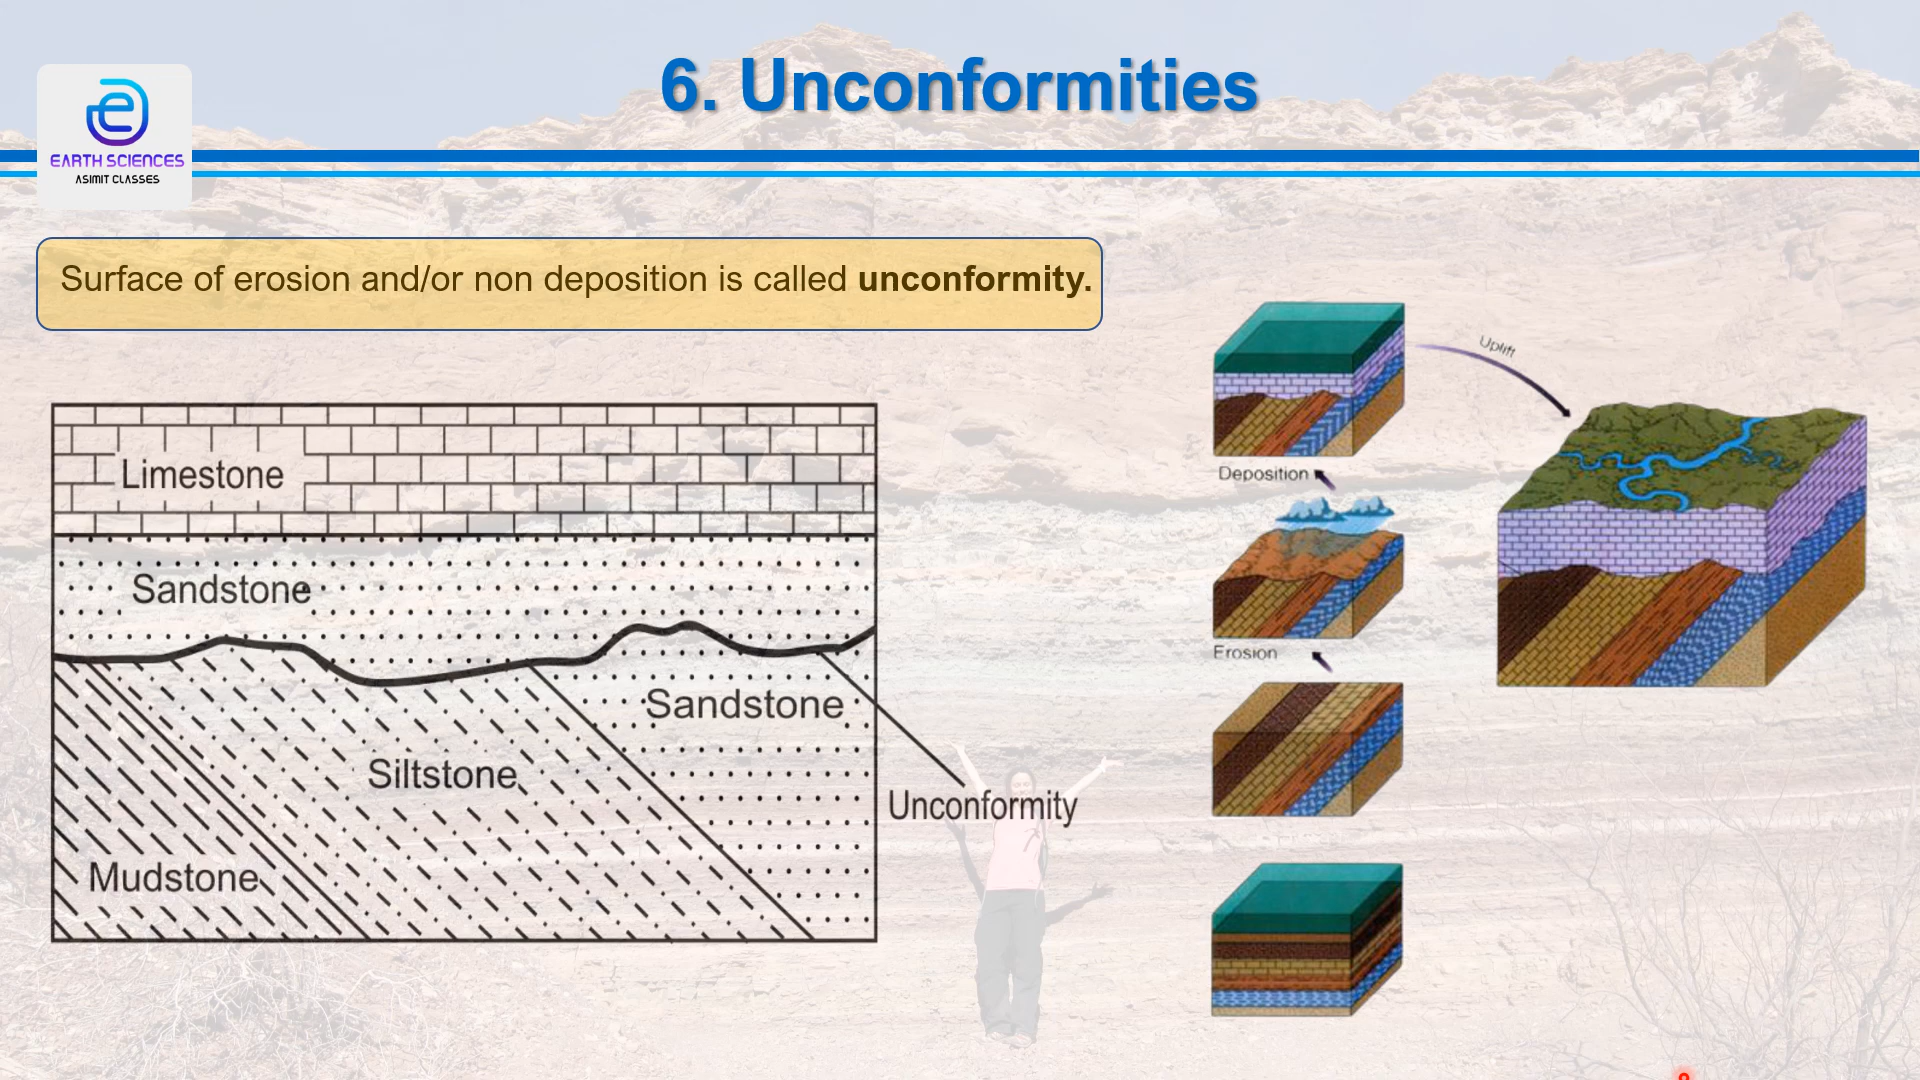 6. Unconformities
EARTH SCIENCES
ASIMIT CLASSES
Surface of erosion and/or non deposition is called unconformity.
Limestone
Sandstone
Sandstone
Siltstone
Mudstone
Unconformity
Uplift
Deposition
Erosion